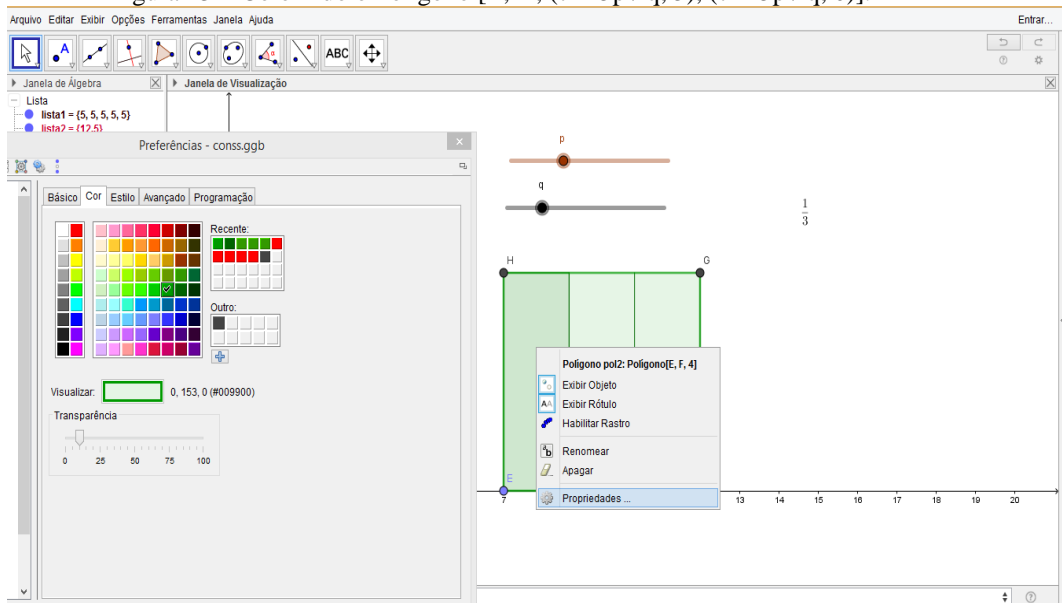 Arquivo Editar Exibir Opções Ferramentas Janela Ajuda
Entrar...
A
α
ABC
Janela de Álgebra
Janela de Visualização
Lista
lista1 = {5, 5, 5, 5, 5}
lista2 = {12.5}
Preferências - conss.ggb
Básico Cor Estilo Avançado Programação
Recente:
Outro:
Visualizar:
0, 153, 0 (#009900)
Transparência
0 25 50 75 100
p
q
1
3
H
G
E
Polígono pol2: Polígono[E, F, 4]
Exibir Objeto
AA Exibir Rótulo
Habilitar Rastro
Renomear
Apagar
Propriedades ...
7 13 14 15 16 17 18 19 20